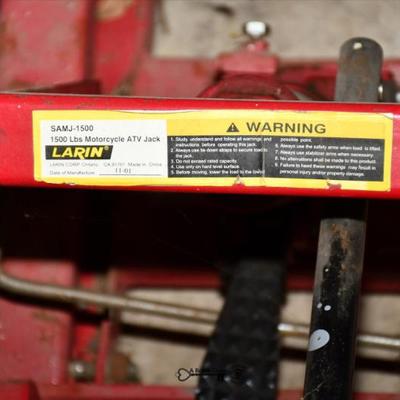 SAMJ-1500
1500 Lbs Motorcycle ATV Jack
LARIN®
LARIN CORP. Ontario, CA.91761 Made in China
Date of Manufacture 11-01
WARNING
1. Study, understand and follow all warnings and
instructions before operating this jack.
2. Always use tie-down straps to secure load to
the jack.
3. Do not exceed rated capacity
4. Use only on hard level surface
5. Before moving, lower the load to the lowest
possible point.
6. Always use the safety arms when load is lifted.
7. Always use stabilizer arms when necessary.
8. No alternations shall be made to this product.
9. Failure to heed these warnings may result in
personal injury and/or property damage.